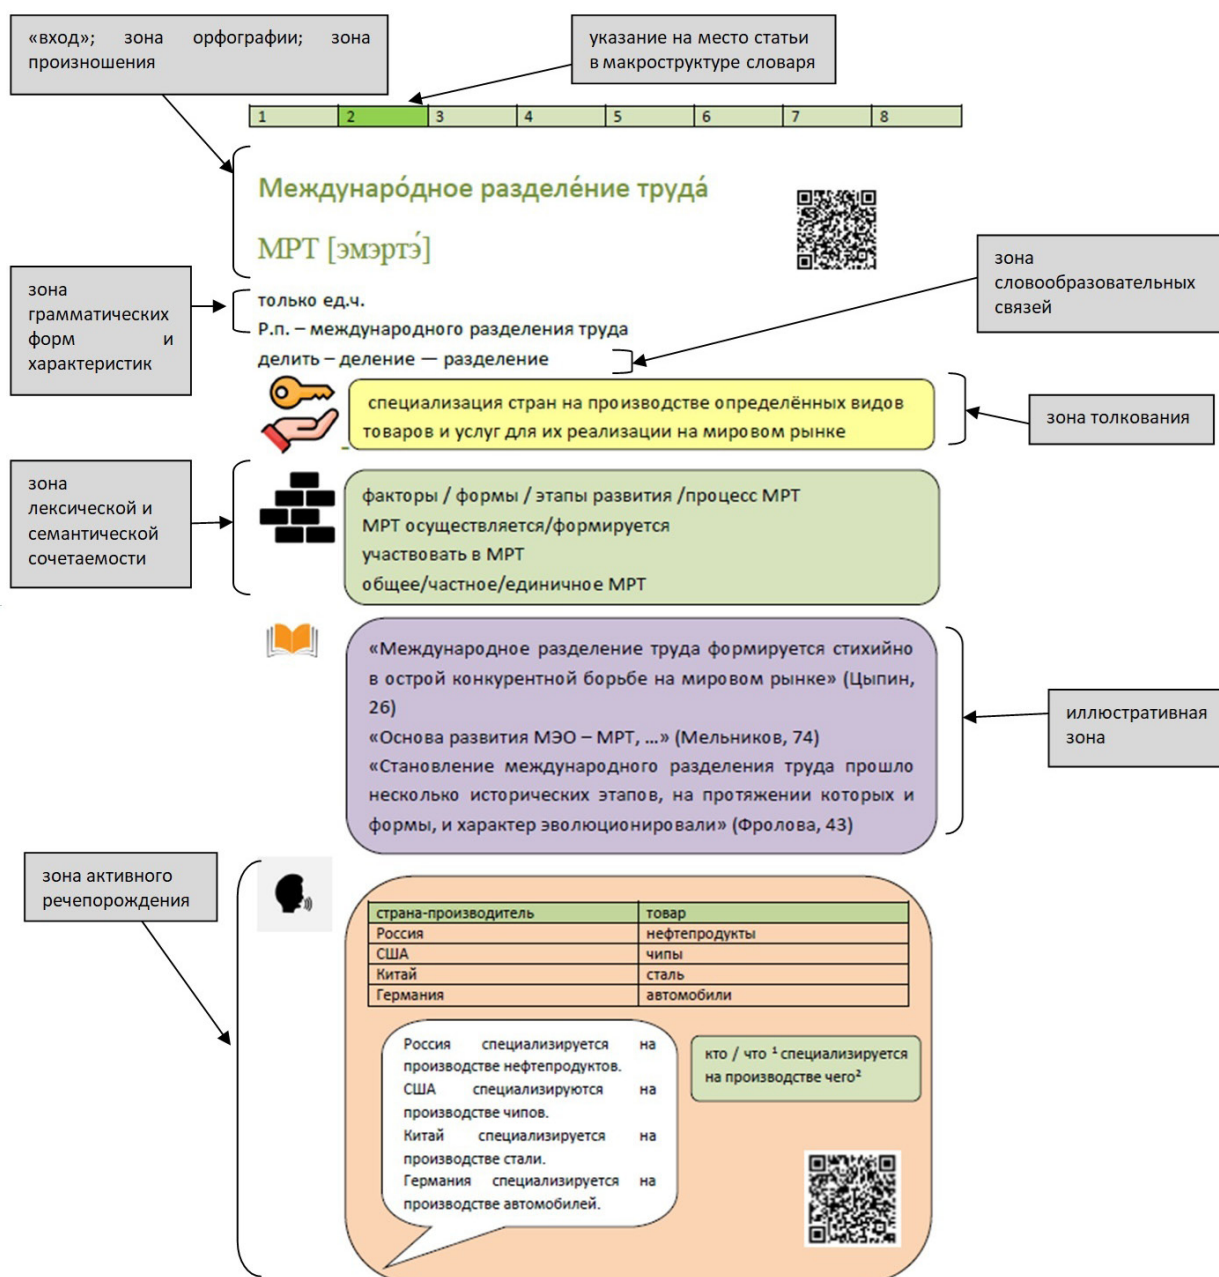 «вход»; зона орфографии; зона
произношения
указание на место статьи
в макроструктуре словаря
1 2 3 4 5 6 7 8
Междунаро́дное разделе́ние труда́
МРТ [эмэртэ́]
зона
словообразовательных
связей
зона
грамматических
форм и
характеристик
только ед.ч.
Р.п. – международного разделения труда
делить – деление — разделение
специализация стран на производстве определённых видов
товаров и услуг для их реализации на мировом рынке
зона толкования
зона
лексической и
семантической
сочетаемости
факторы / формы / этапы развития /процесс МРТ
МРТ осуществляется/формируется
участвовать в МРТ
общее/частное/единичное МРТ
«Международное разделение труда формируется стихийно
в острой конкурентной борьбе на мировом рынке» (Цыпин,
26)
«Основа развития МЭО – МРТ, …» (Мельников, 74)
«Становление международного разделения труда прошло
несколько исторических этапов, на протяжении которых и
формы, и характер эволюционировали» (Фролова, 43)
иллюстративная
зона
зона активного
речепорождения
страна-производитель товар
Россия нефтепродукты
США чипы
Китай сталь
Германия автомобили
Россия специализируется на
производстве нефтепродуктов.
США специализируются на
производстве чипов.
Китай специализируется на
производстве стали.
Германия специализируется на
производстве автомобилей.
кто / что ¹ специализируется
на производстве чего²